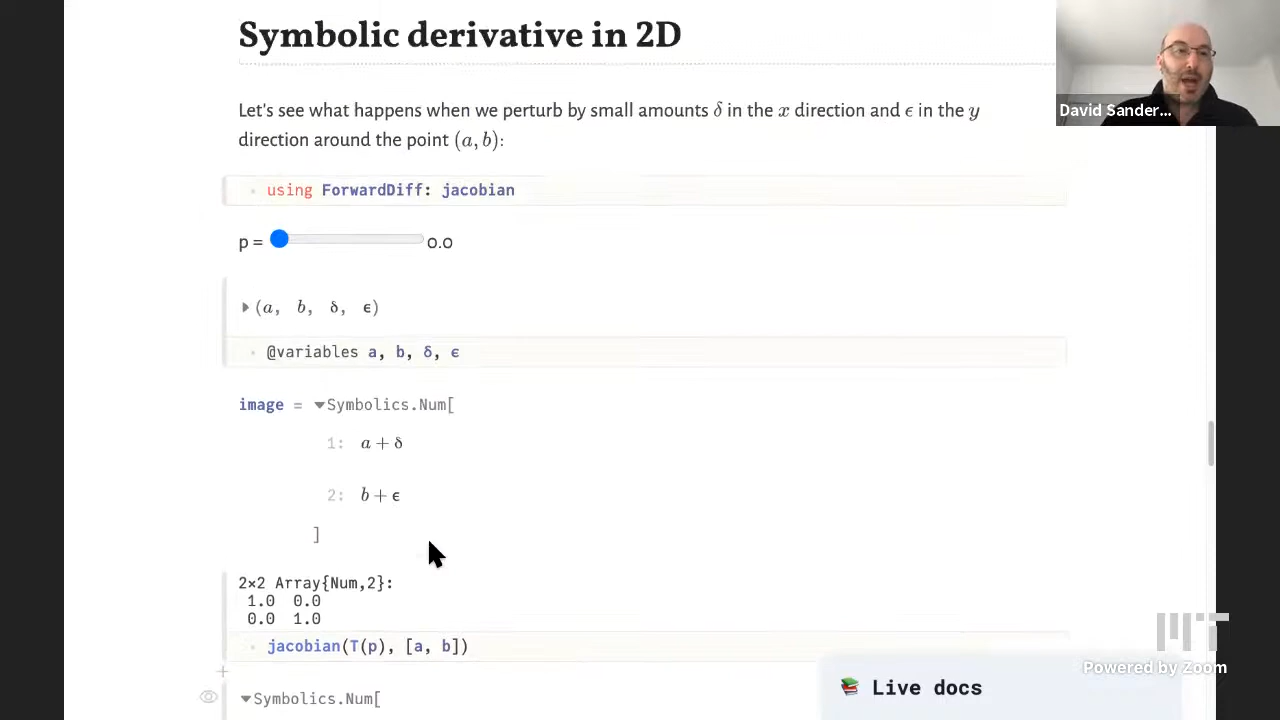 Symbolic derivative in 2D
David Sander...
Let's see what happens when we perturb by small amounts δ in the x direction and ϵ in the y
direction around the point (a, b):
using ForwardDiff: jacobian
p = 0.0
(a, b, δ, ϵ)
@variables a, b, δ, ϵ
image = Symbolics.Num[
1: a + δ
2: b + ϵ
]
2×2 Array{Num,2}:
1.0 0.0
0.0 1.0
jacobian(T(p), [a, b])
MIT
Powered by Zoom
Live docs
Symbolics.Num[